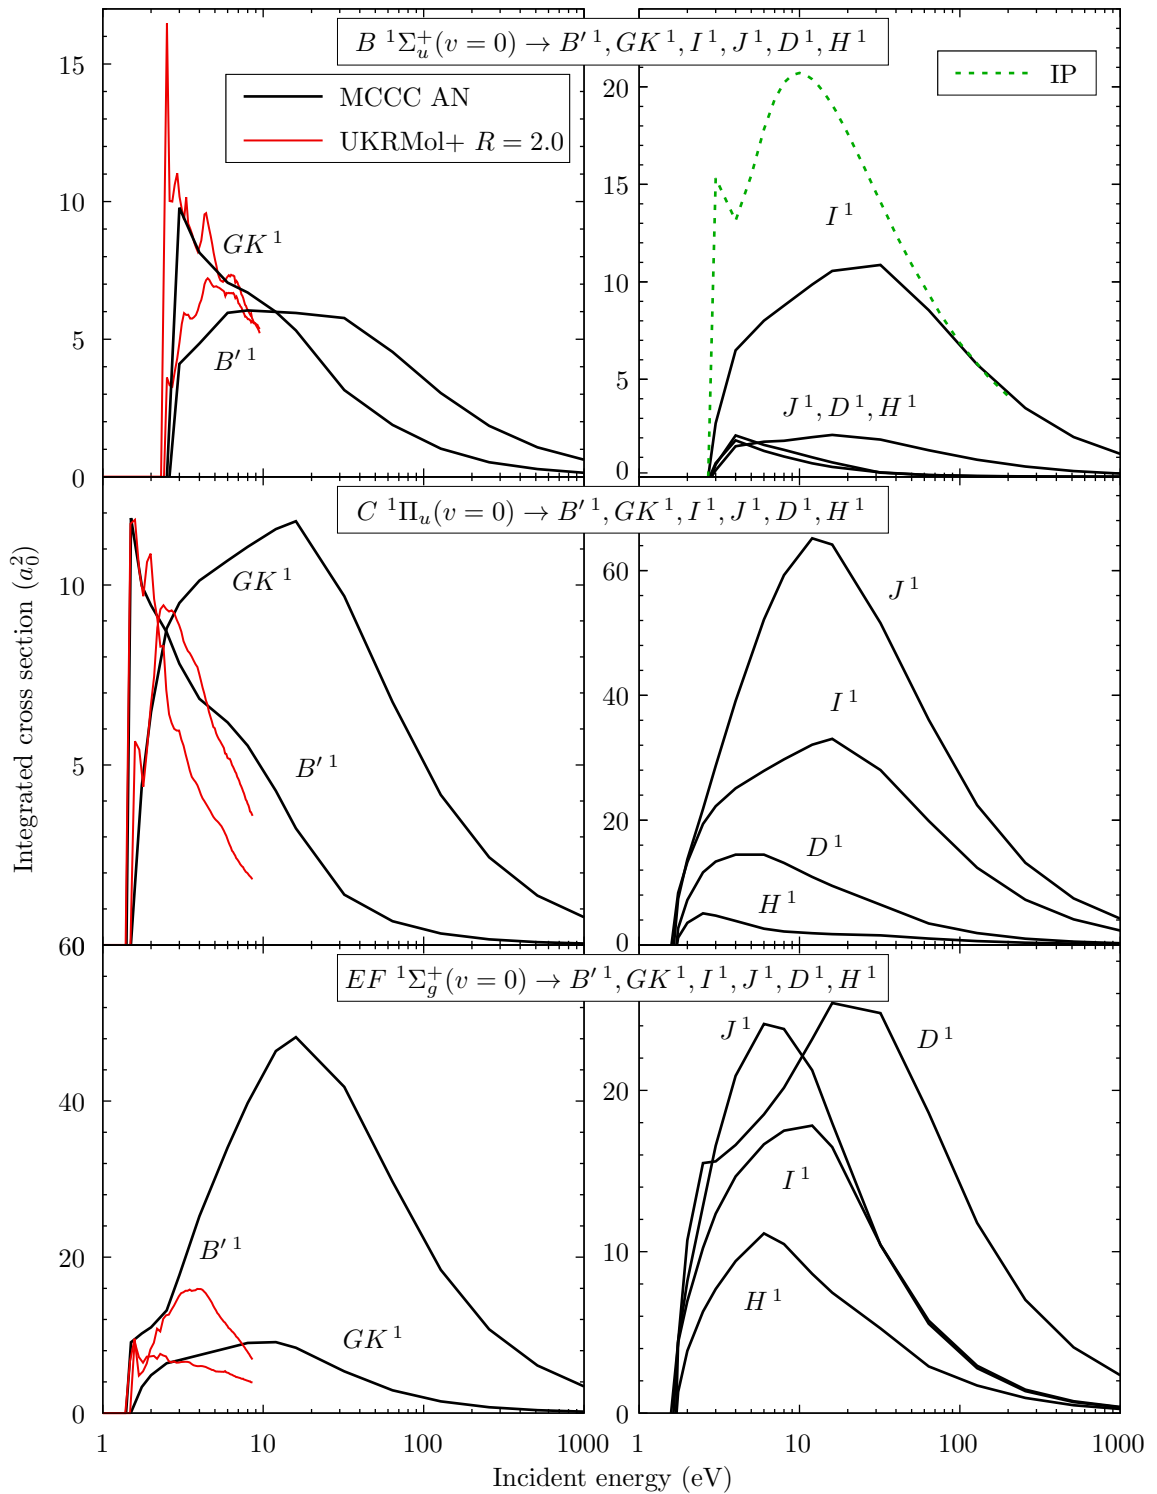 B ¹Σᵤ⁺(v = 0) → B′ ¹, GK ¹, I ¹, J ¹, D ¹, H ¹
MCCC AN
UKRMol+ R = 2.0
IP
15
10
5
0
GK ¹
B′ ¹
20
15
10
5
0
I ¹
J ¹, D ¹, H ¹
C ¹Πᵤ(v = 0) → B′ ¹, GK ¹, I ¹, J ¹, D ¹, H ¹
Integrated cross section (a₀²)
10
5
0
GK ¹
B′ ¹
60
40
20
0
J ¹
I ¹
D ¹
H ¹
EF ¹Σg⁺(v = 0) → B′ ¹, GK ¹, I ¹, J ¹, D ¹, H ¹
60
40
20
0
B′ ¹
GK ¹
20
10
0
J ¹
D ¹
I ¹
H ¹
1 10 100 1000 1 10 100 1000
Incident energy (eV)